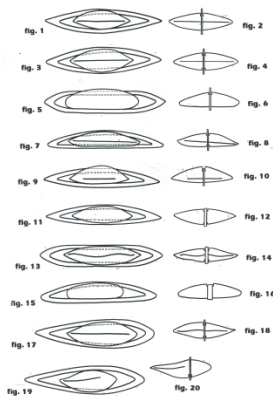 fig. 1
fig. 2
fig. 3
fig. 4
fig. 5
fig. 6
fig. 7
fig. 8
fig. 9
fig. 10
fig. 11
fig. 12
fig. 13
fig. 14
fig. 15
fig. 16
fig. 17
fig. 18
fig. 19
fig. 20